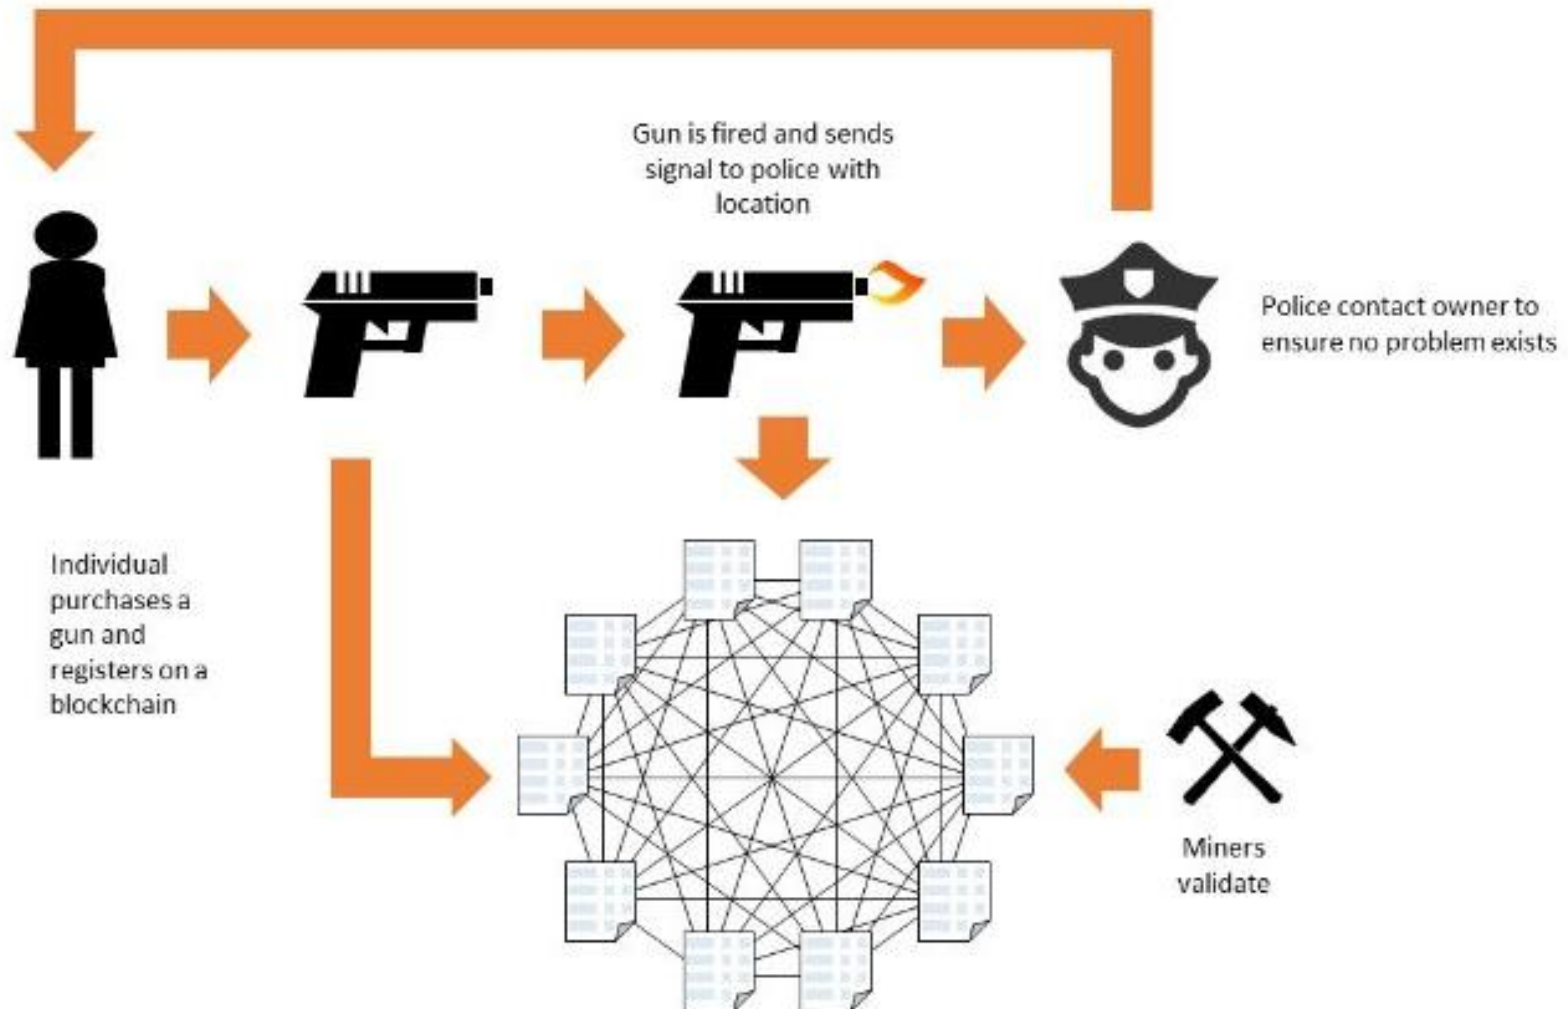 Gun is fired and sends
signal to police with
location
Police contact owner to
ensure no problem exists
Individual
purchases a
gun and
registers on a
blockchain
Miners
validate